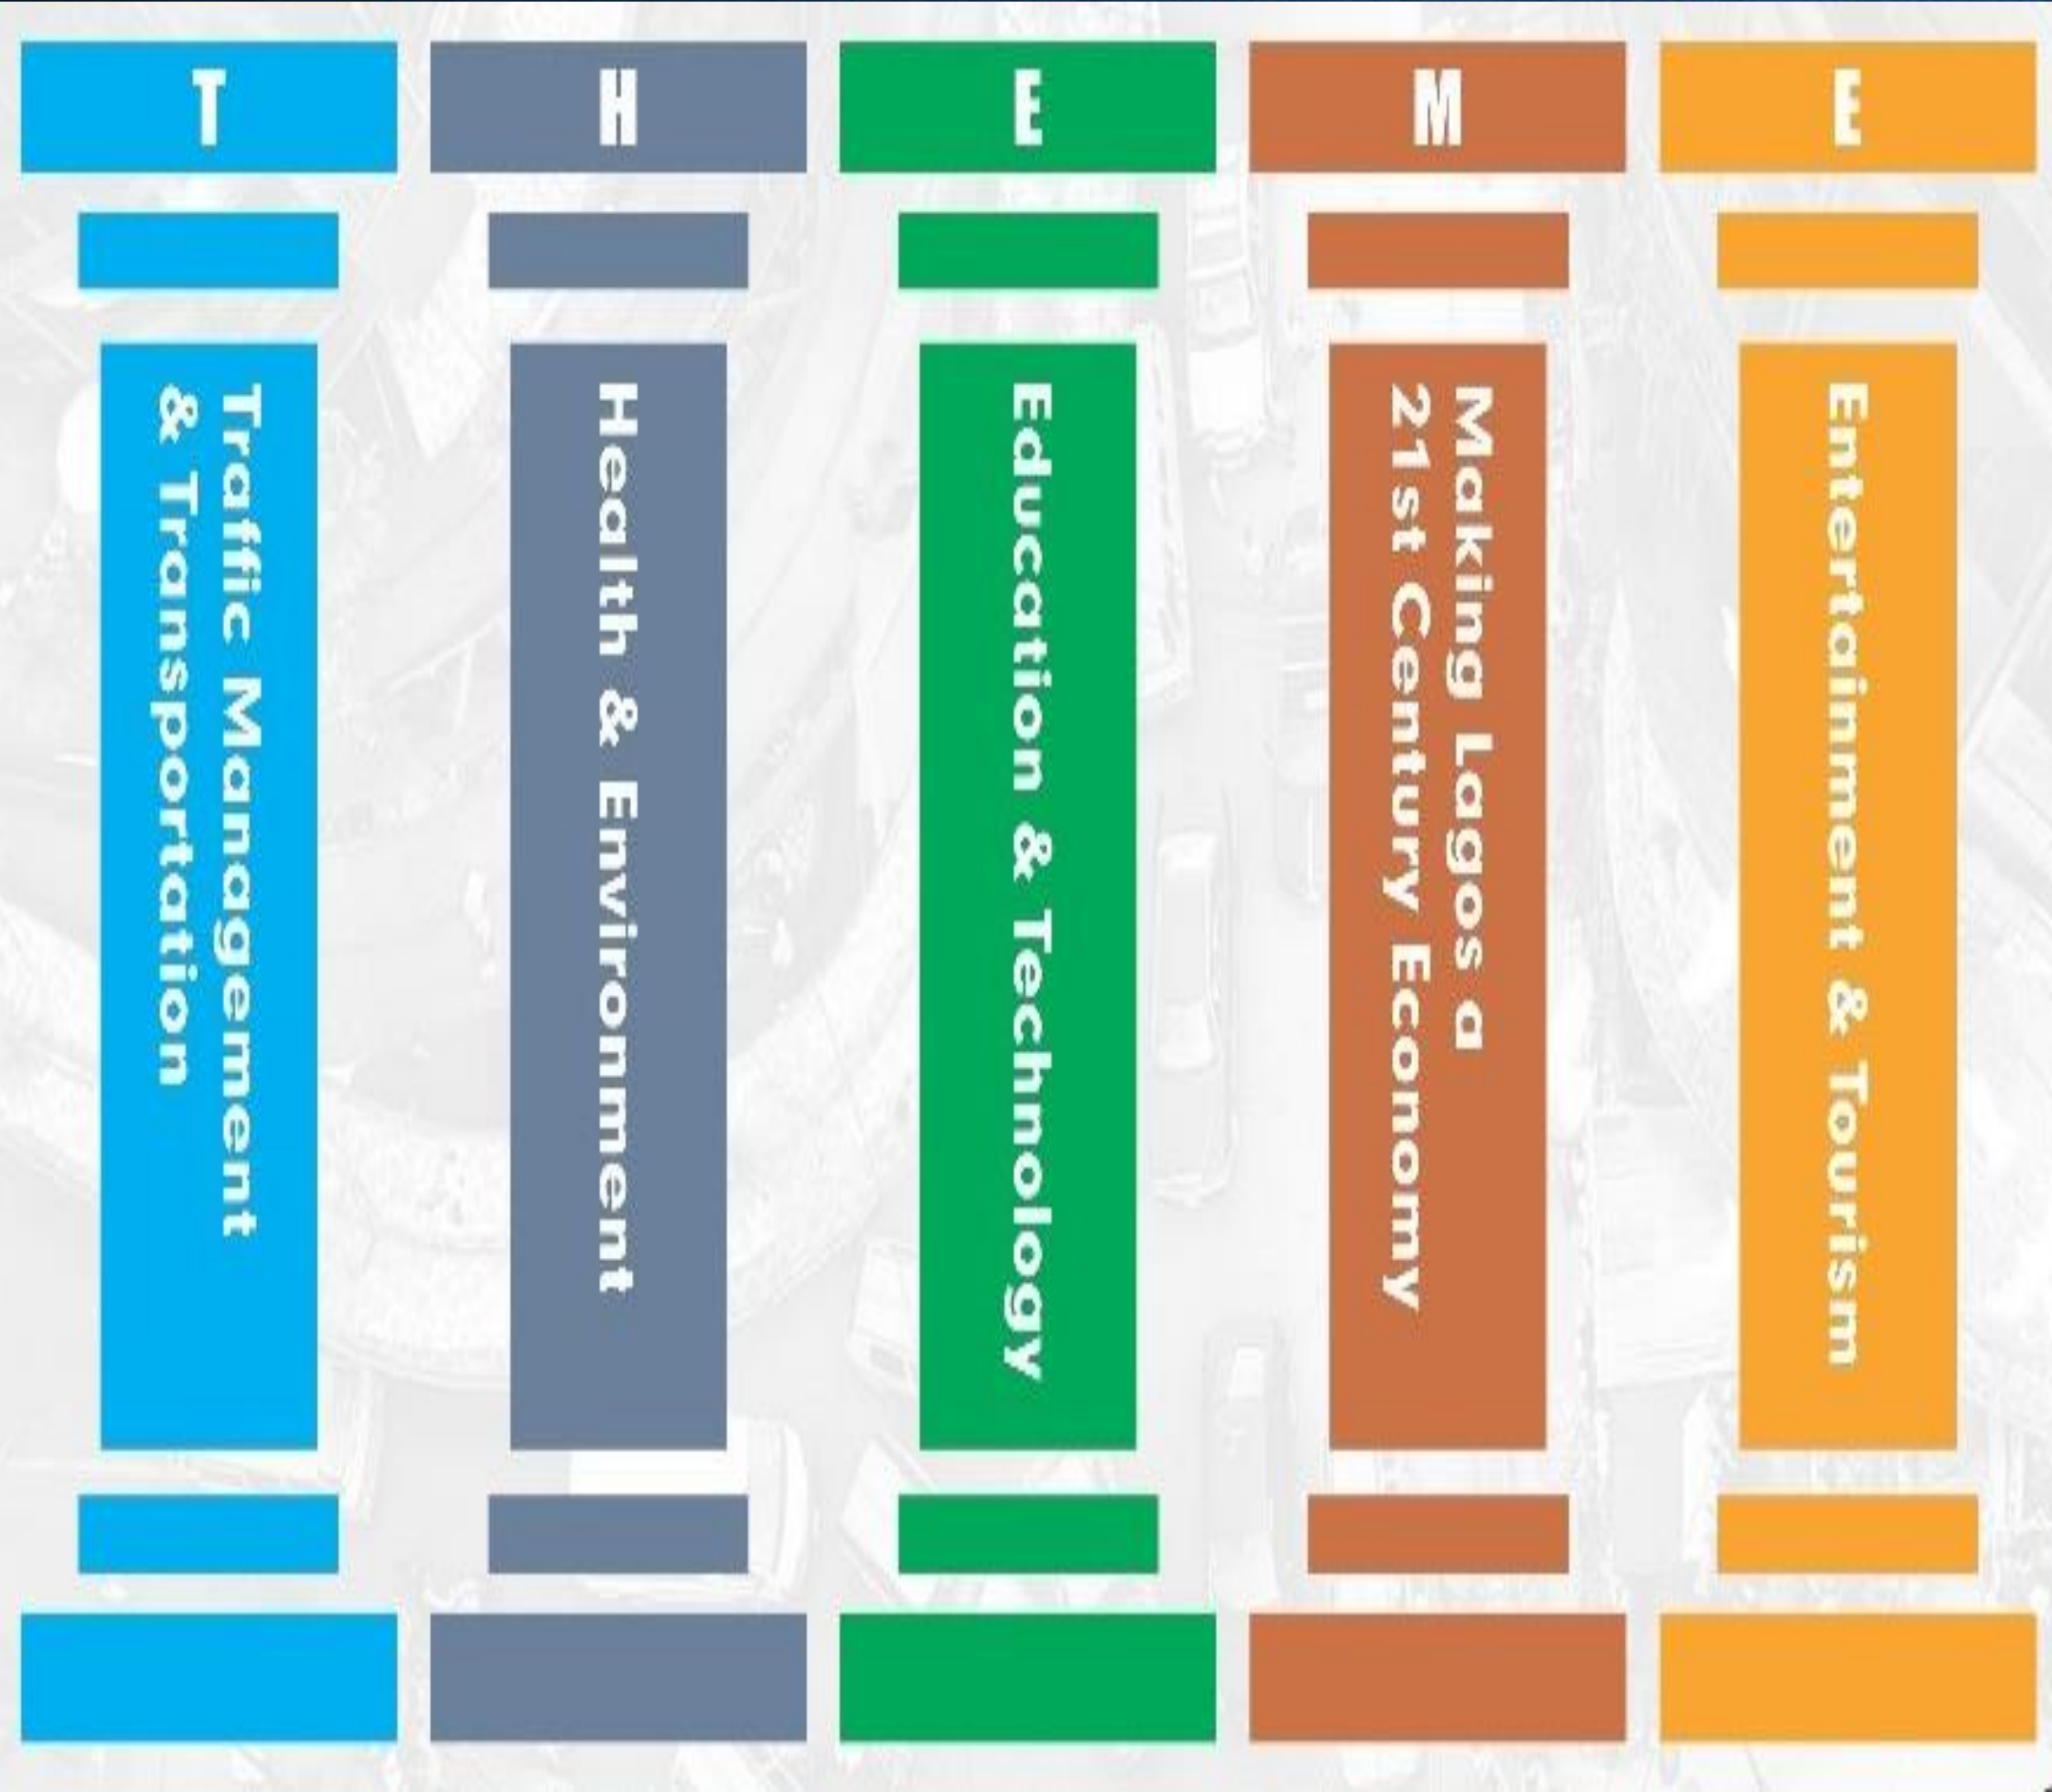 T
H
E
M
E
Traffic Management
& Transportation
Health & Environment
Education & Technology
Making Lagos a
21st Century Economy
Entertainment & Tourism